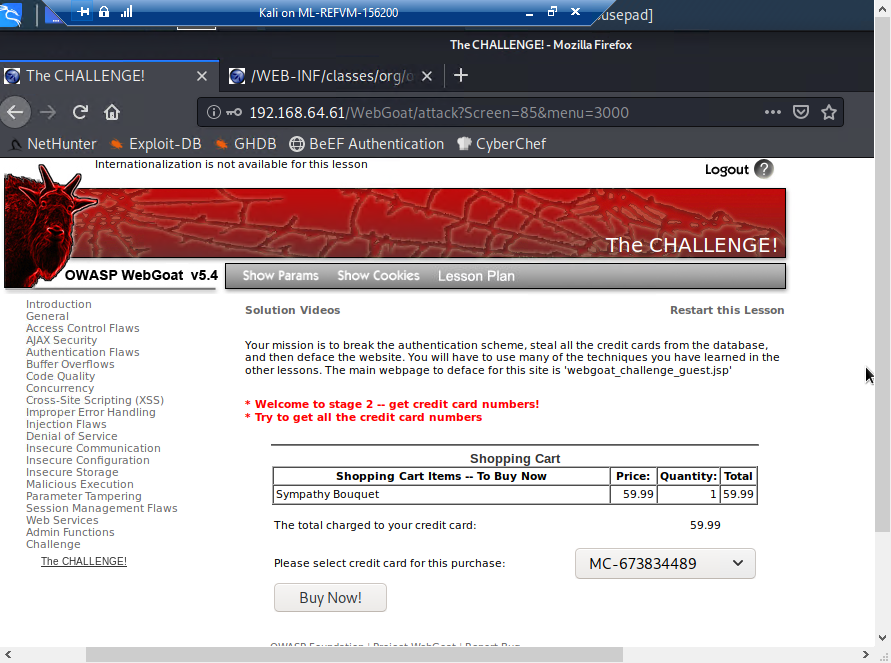 Kali on ML-REFVM-156200
usepad]
The CHALLENGE! - Mozilla Firefox
The CHALLENGE!
/WEB-INF/classes/org/o
192.168.64.61/WebGoat/attack?Screen=85&menu=3000
NetHunter Exploit-DB GHDB BeEF Authentication CyberChef
Internationalization is not available for this lesson
Logout ?
The CHALLENGE!
OWASP WebGoat v5.4
Show Params Show Cookies Lesson Plan
Introduction
General
Access Control Flaws
AJAX Security
Authentication Flaws
Buffer Overflows
Code Quality
Concurrency
Cross-Site Scripting (XSS)
Improper Error Handling
Injection Flaws
Denial of Service
Insecure Communication
Insecure Configuration
Insecure Storage
Malicious Execution
Parameter Tampering
Session Management Flaws
Web Services
Admin Functions
Challenge
The CHALLENGE!
Solution Videos Restart this Lesson
Your mission is to break the authentication scheme, steal all the credit cards from the database,
and then deface the website. You will have to use many of the techniques you have learned in the
other lessons. The main webpage to deface for this site is 'webgoat_challenge_guest.jsp'
* Welcome to stage 2 -- get credit card numbers!
* Try to get all the credit card numbers
Shopping Cart
Shopping Cart Items -- To Buy Now Price: Quantity: Total
Sympathy Bouquet 59.99 1 59.99
The total charged to your credit card: 59.99
Please select credit card for this purchase: MC-673834489
Buy Now!
OWASP Foundation | Project WebGoat | Report Bug